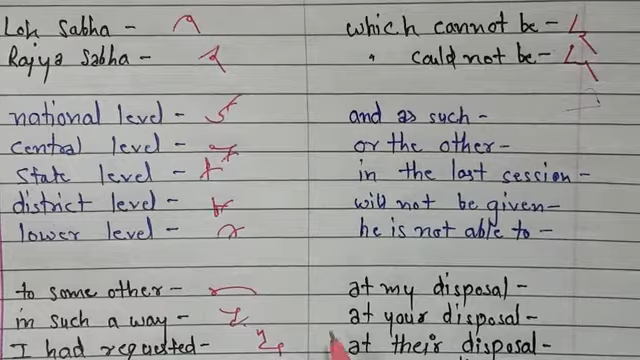 Lok Sabha -
Rajya Sabha -
national level -
central level -
State level -
district level -
lower level -
to some other -
in such a way -
I had requested -
which cannot be -
" could not be -
and as such -
or the other -
in the last session -
will not be given -
he is not able to -
at my disposal -
at your disposal -
at their disposal -